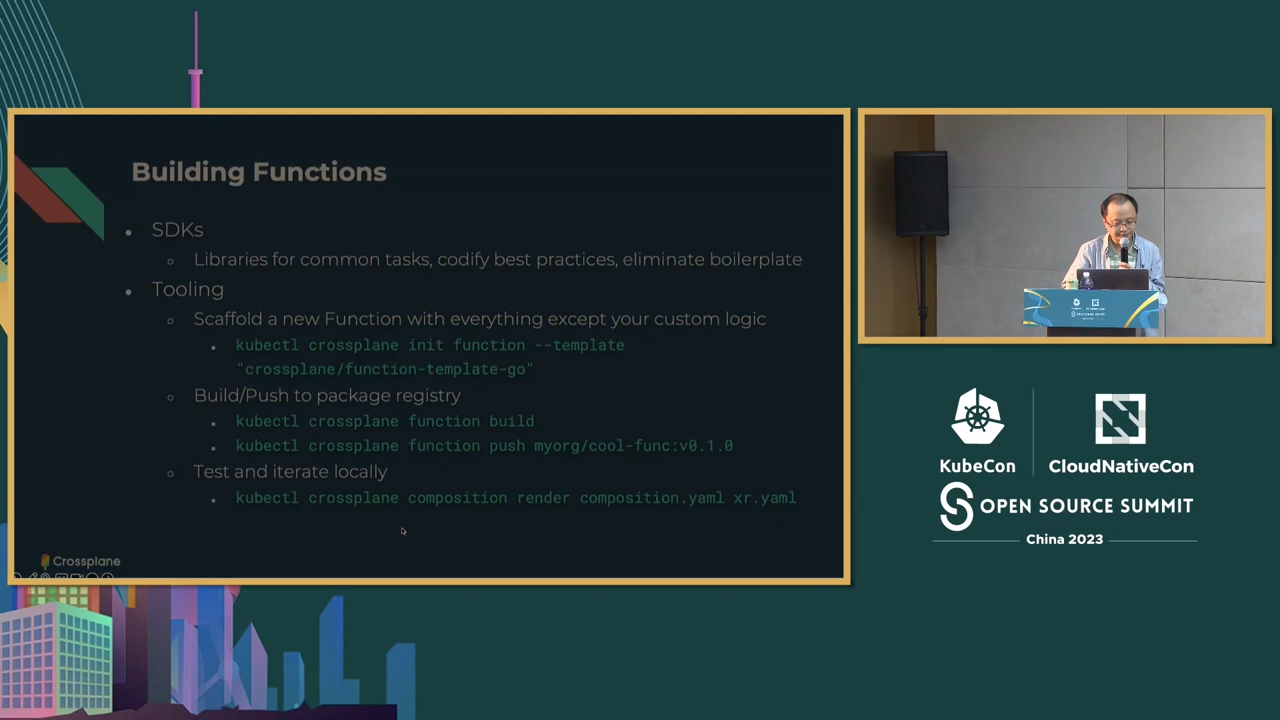 Building Functions
SDKs
Libraries for common tasks, codify best practices, eliminate boilerplate
Tooling
Scaffold a new Function with everything except your custom logic
kubectl crossplane init function --template
"crossplane/function-template-go"
Build/Push to package registry
kubectl crossplane function build
kubectl crossplane function push myorg/cool-func:v0.1.0
Test and iterate locally
kubectl crossplane composition render composition.yaml xr.yaml
Crossplane
KubeCon
CloudNativeCon
OPEN SOURCE SUMMIT
China 2023